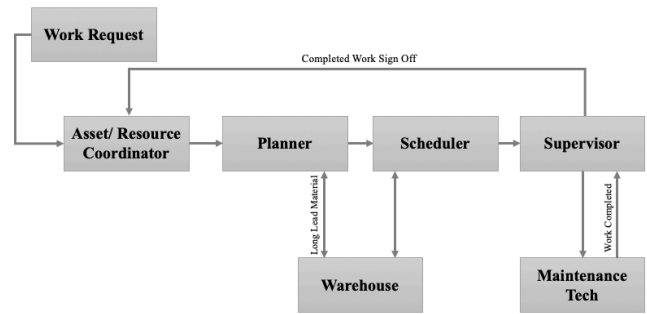 Work Request
Completed Work Sign Off
Asset/ Resource
Coordinator
Planner
Scheduler
Supervisor
Long Lead Material
Work Completed
Warehouse
Maintenance
Tech